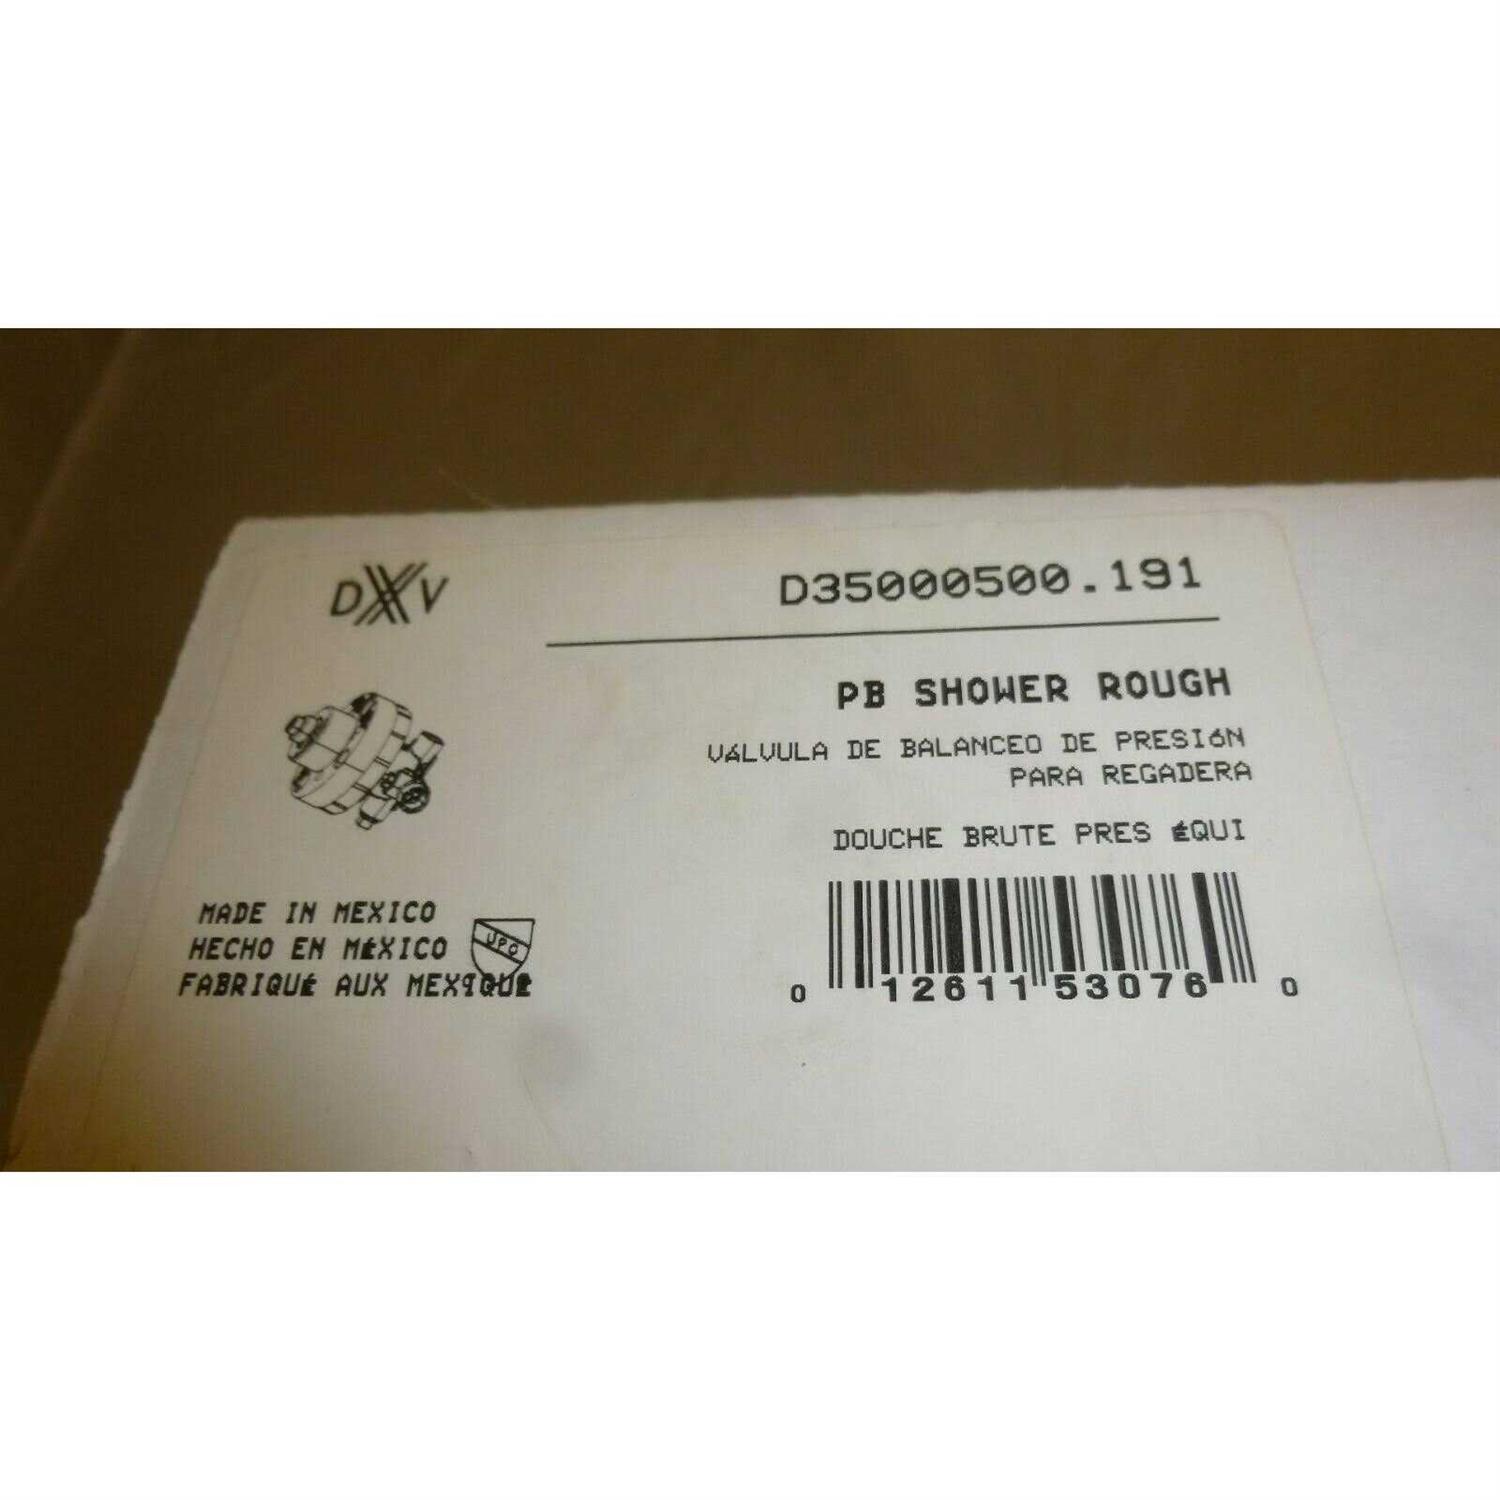 DXV
D35000500.191
PB SHOWER ROUGH
VáLVULA DE BALANCEO DE PRESIóN
PARA REGADERA
DOUCHE BRUTE PRES ÉQUI
MADE IN MEXICO
HECHO EN MÉXICO
FABRIQUÉ AUX MEXIQUE
UPC
0 12611 53076 0